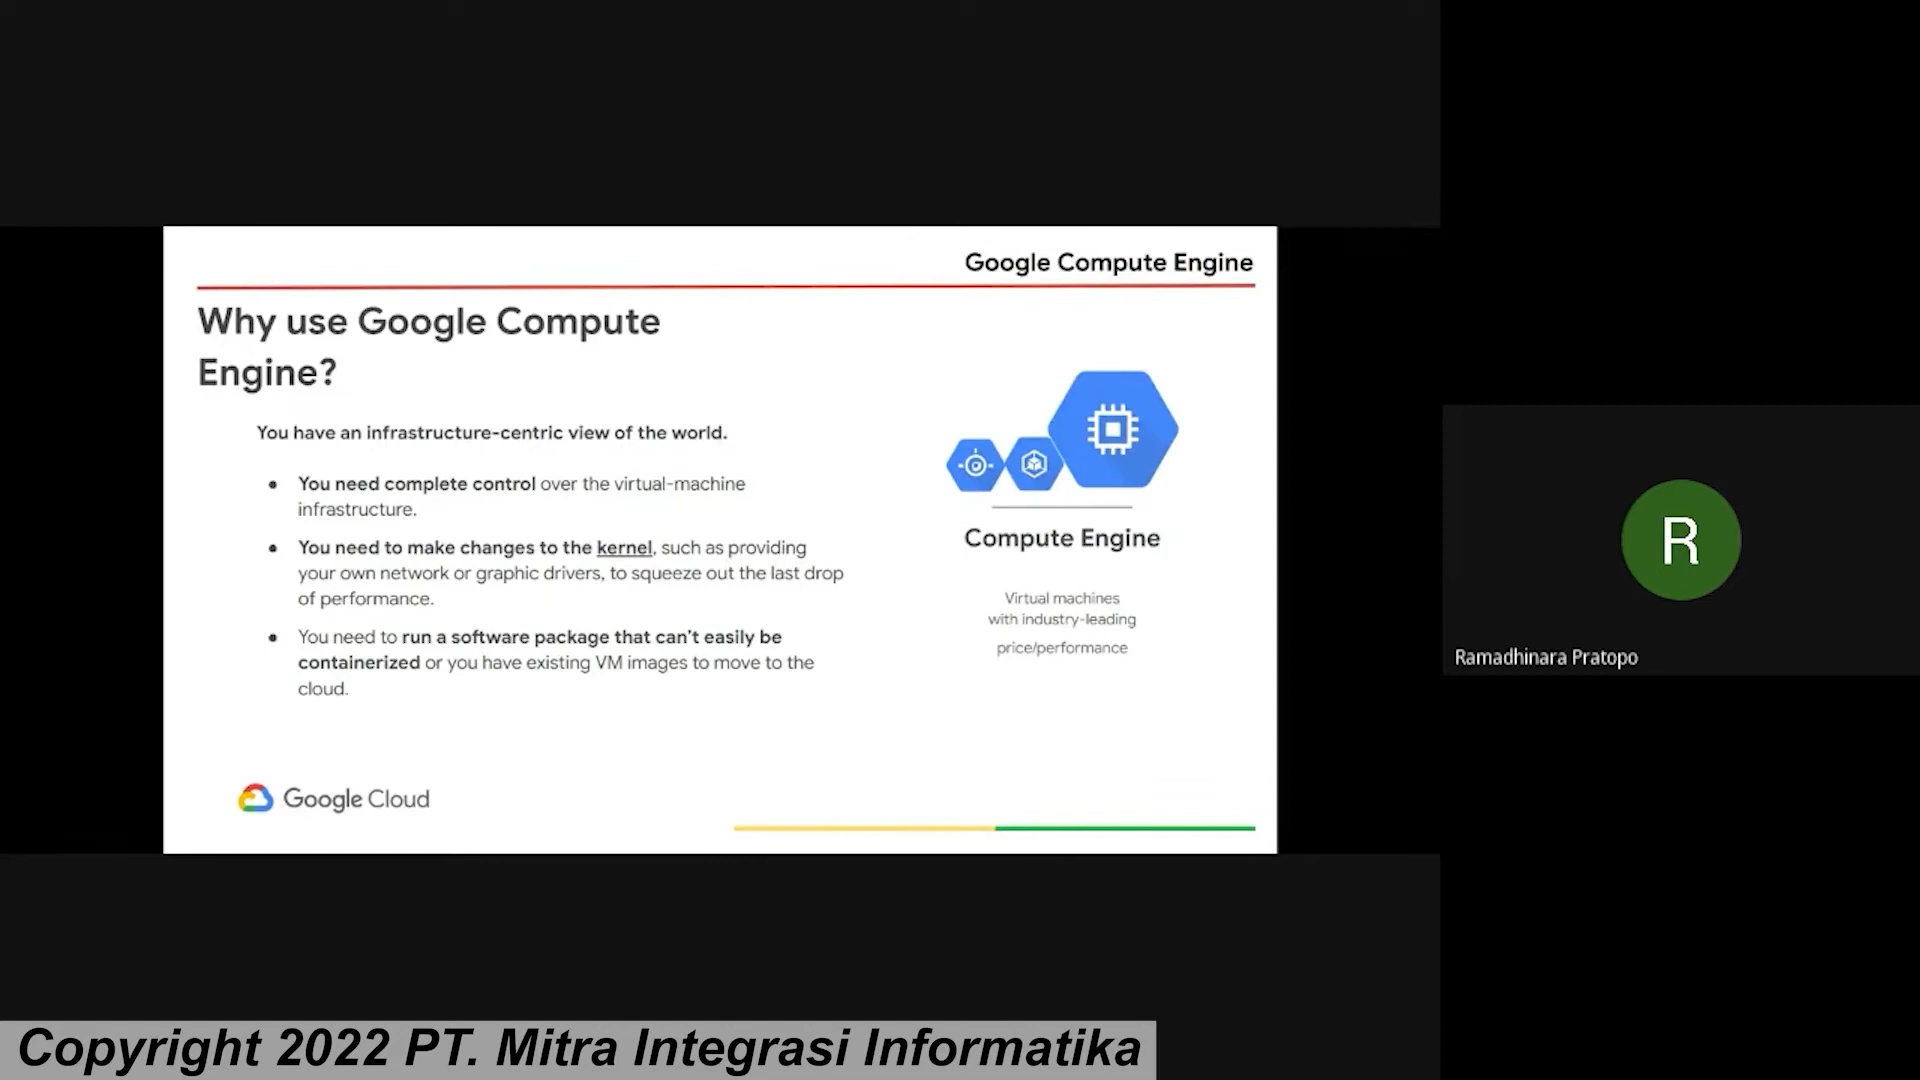 Google Compute Engine
Why use Google Compute
Engine?
You have an infrastructure-centric view of the world.
● You need complete control over the virtual-machine
infrastructure.
● You need to make changes to the kernel, such as providing
your own network or graphic drivers, to squeeze out the last drop
of performance.
● You need to run a software package that can't easily be
containerized or you have existing VM images to move to the
cloud.
Compute Engine
Virtual machines
with industry-leading
price/performance
Google Cloud
R
Ramadhinara Pratopo
Copyright 2022 PT. Mitra Integrasi Informatika